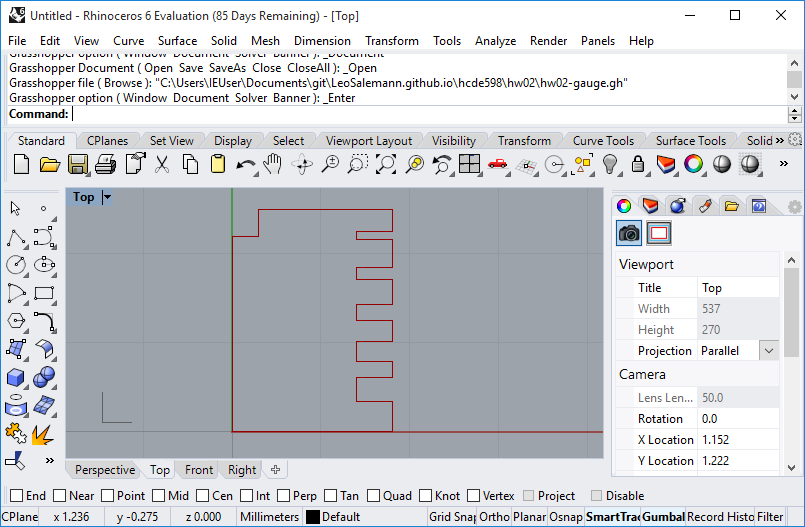 Untitled - Rhinoceros 6 Evaluation (85 Days Remaining) - [Top]
File Edit View Curve Surface Solid Mesh Dimension Transform Tools Analyze Render Panels Help
Grasshopper option ( Window Document Solver Banner ): _Document
Grasshopper Document ( Open Save SaveAs Close CloseAll ): _Open
Grasshopper file ( Browse ): "C:\Users\IEUser\Documents\git\LeoSalemann.github.io\hcde598\hw02\hw02-gauge.gh"
Grasshopper option ( Window Document Solver Banner ): _Enter
Command:
Standard CPlanes Set View Display Select Viewport Layout Visibility Transform Curve Tools Surface Tools Solid »
»
Top
Viewport
Title Top
Width 537
Height 270
Projection Parallel
Camera
Lens Len... 50.0
Rotation 0.0
X Location 1.152
Y Location 1.222
»
Perspective Top Front Right
End Near Point Mid Cen Int Perp Tan Quad Knot Vertex Project Disable
CPlane x 1.236 y -0.275 z 0.000 Millimeters Default Grid Snap Ortho Planar Osnap SmartTrac Gumbal Record Histo Filter